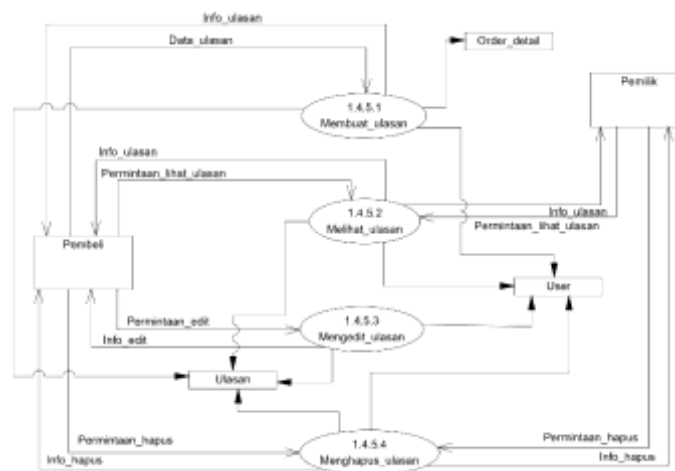 Info_ulasan
Data_ulasan
Order_detail
Pemilik
1.4.5.1
Membuat_ulasan
Info_ulasan
Permintaan_lihat_ulasan
1.4.5.2
Melihat_ulasan
Info_ulasan
Permintaan_lihat_ulasan
Pembeli
User
Permintaan_edit
1.4.5.3
Mengedit_ulasan
Info_edit
Ulasan
Permintaan_hapus
1.4.5.4
Menghapus_ulasan
Permintaan_hapus
Info_hapus
Info_hapus